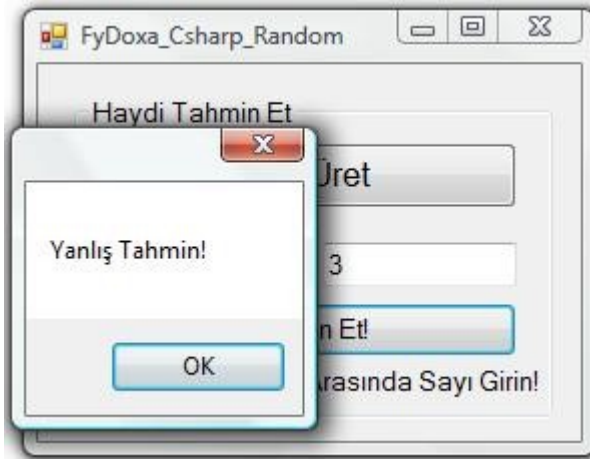 FyDoxa_Csharp_Random
Haydi Tahmin Et
Üret
Yanlış Tahmin!
3
Et!
OK
Arasında Sayı Girin!